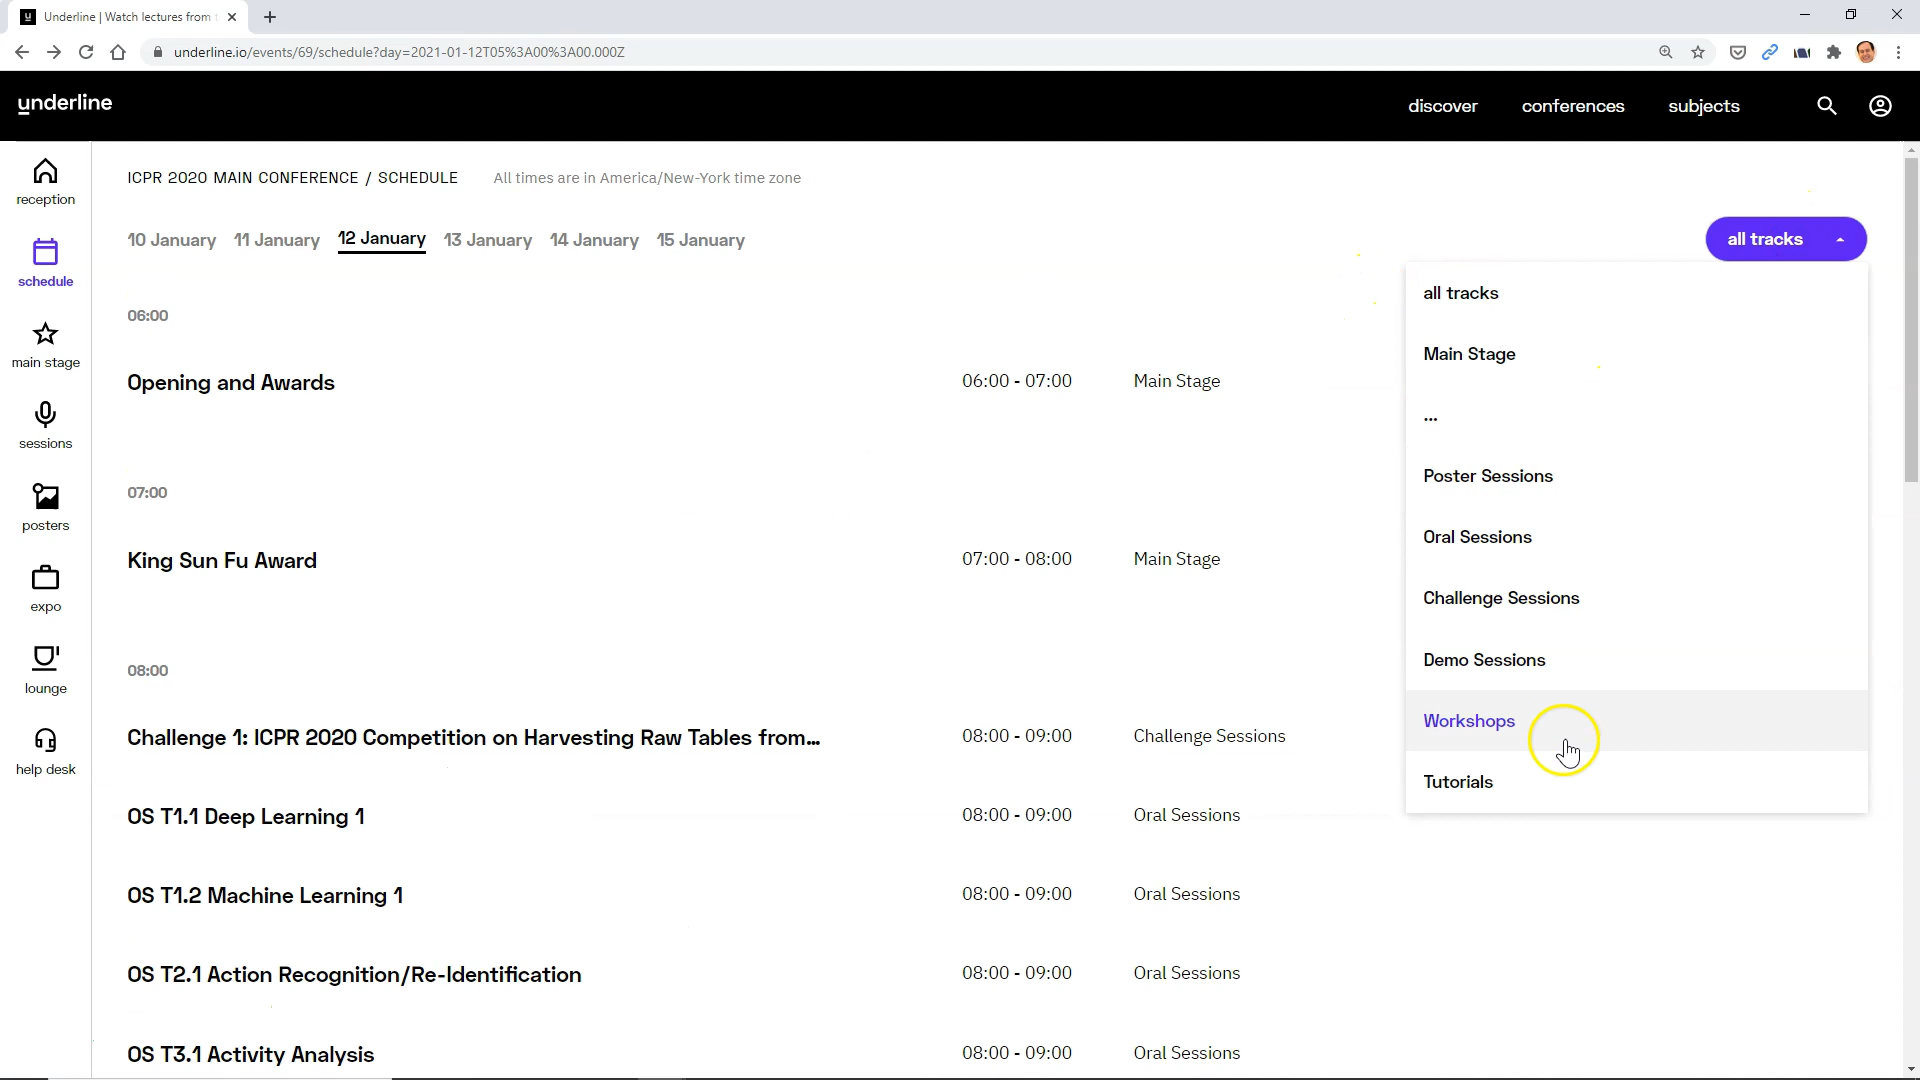 Underline | Watch lectures from
underline.io/events/69/schedule?day=2021-01-12T05%3A00%3A00.000Z
underline
discover
conferences
subjects
reception
schedule
main stage
sessions
posters
expo
lounge
help desk
ICPR 2020 MAIN CONFERENCE / SCHEDULE
All times are in America/New-York time zone
10 January
11 January
12 January
13 January
14 January
15 January
all tracks
06:00
Opening and Awards
06:00 - 07:00
Main Stage
07:00
King Sun Fu Award
07:00 - 08:00
Main Stage
08:00
Challenge 1: ICPR 2020 Competition on Harvesting Raw Tables from...
08:00 - 09:00
Challenge Sessions
OS T1.1 Deep Learning 1
08:00 - 09:00
Oral Sessions
OS T1.2 Machine Learning 1
08:00 - 09:00
Oral Sessions
OS T2.1 Action Recognition/Re-Identification
08:00 - 09:00
Oral Sessions
OS T3.1 Activity Analysis
08:00 - 09:00
Oral Sessions
all tracks
Main Stage
...
Poster Sessions
Oral Sessions
Challenge Sessions
Demo Sessions
Workshops
Tutorials